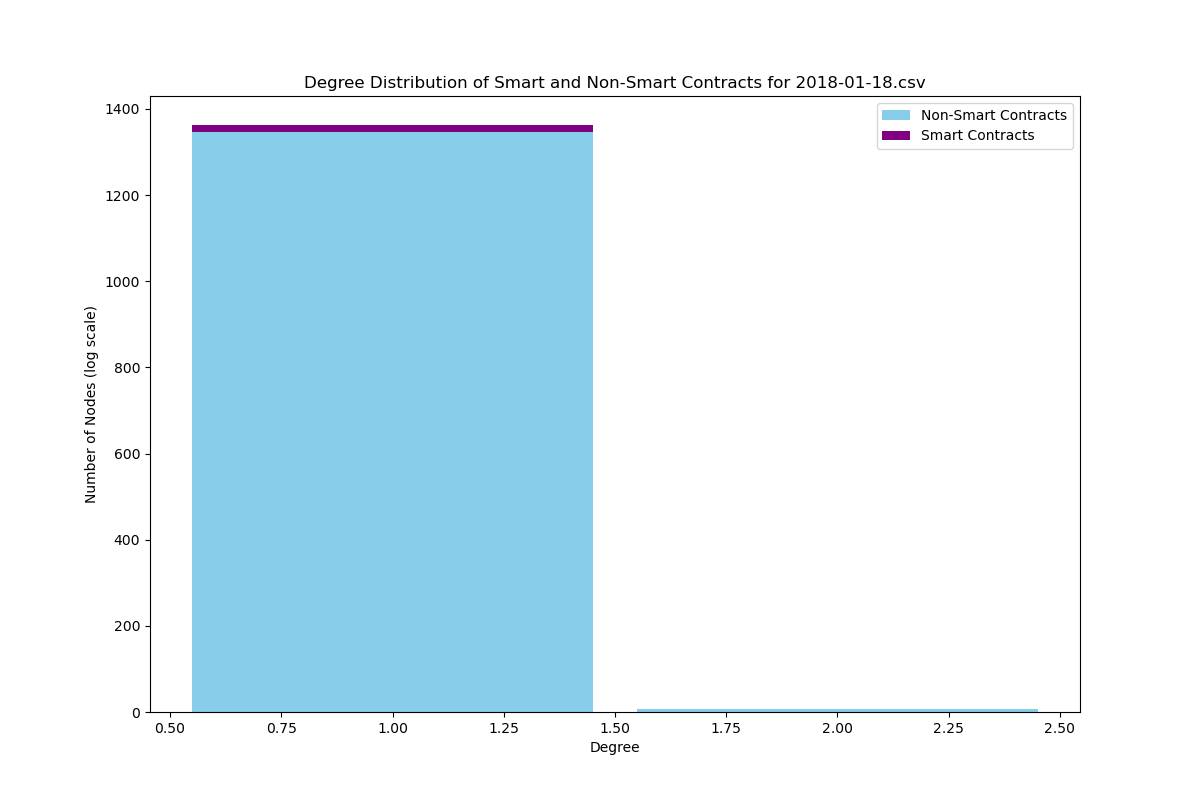 Degree Distribution of Smart and Non-Smart Contracts for 2018-01-18.csv
Non-Smart Contracts
Smart Contracts
Number of Nodes (log scale)
1400
1200
1000
800
600
400
200
0
0.50 0.75 1.00 1.25 1.50 1.75 2.00 2.25 2.50
Degree